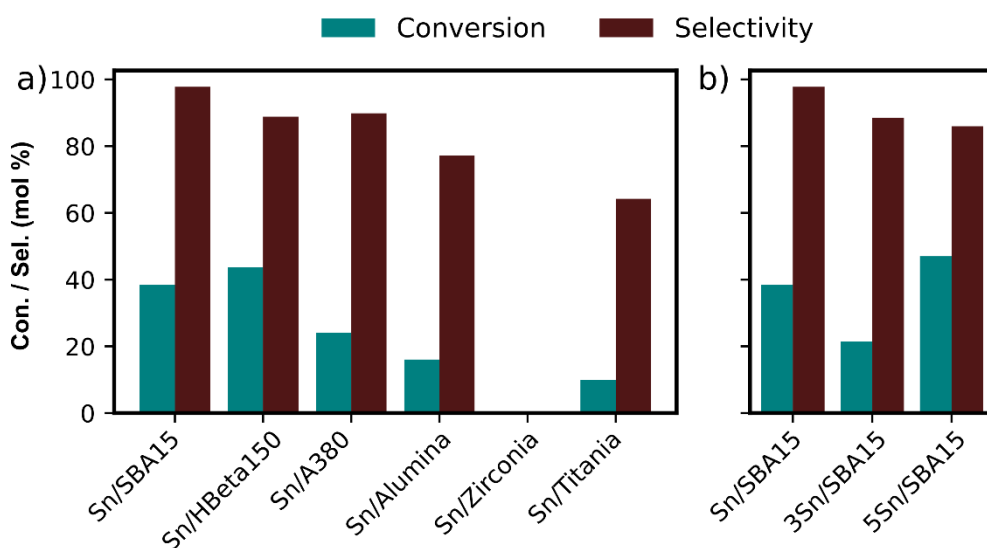 Conversion Selectivity
a) b)
Con. / Sel. (mol %)
100
80
60
40
20
0
Sn/SBA15
Sn/HBeta150
Sn/A380
Sn/Alumina
Sn/Zirconia
Sn/Titania
Sn/SBA15
3Sn/SBA15
5Sn/SBA15